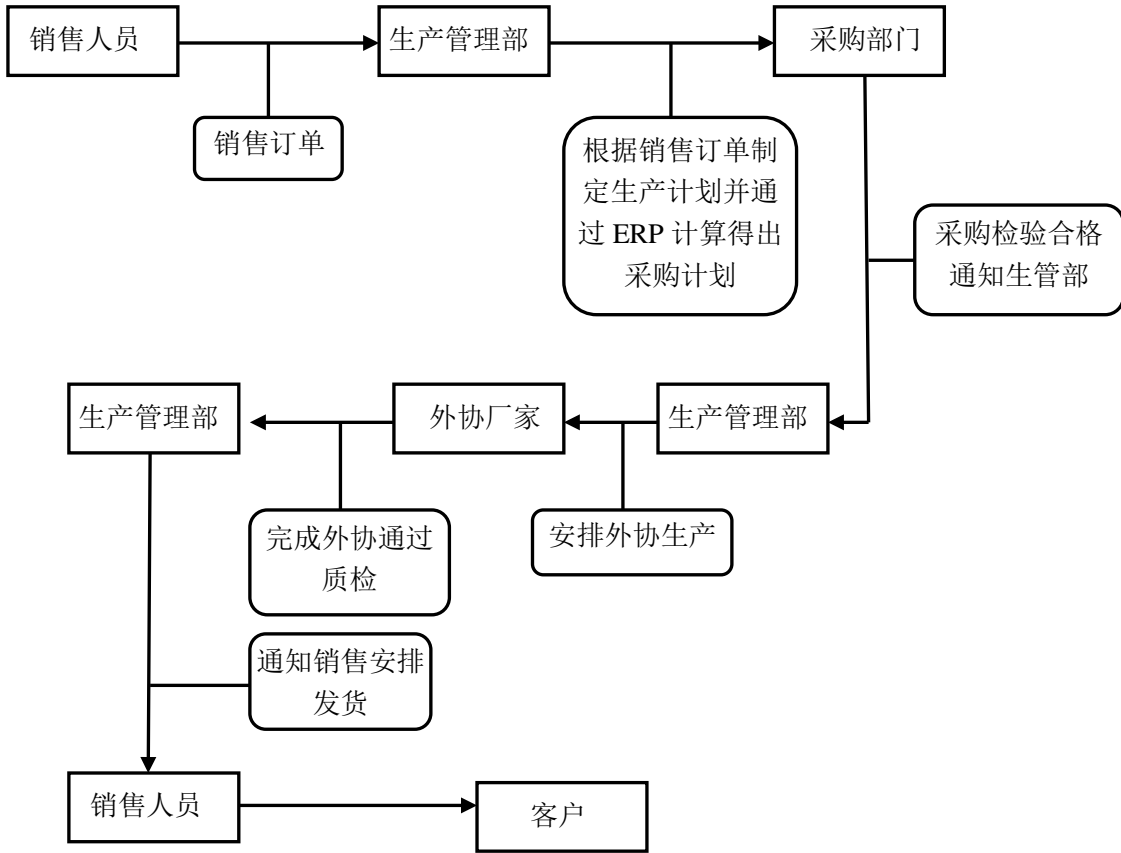 销售人员
生产管理部
采购部门
销售订单
根据销售订单制
定生产计划并通
过 ERP 计算得出
采购计划
采购检验合格
通知生管部
生产管理部
外协厂家
生产管理部
完成外协通过
质检
安排外协生产
通知销售安排
发货
销售人员
客户